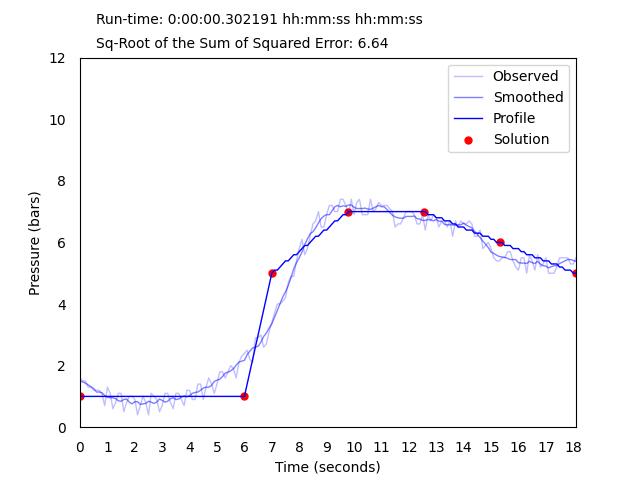 Run-time: 0:00:00.302191 hh:mm:ss hh:mm:ss
Sq-Root of the Sum of Squared Error: 6.64
12
10
8
6
4
2
0
Pressure (bars)
Observed
Smoothed
Profile
Solution
0 1 2 3 4 5 6 7 8 9 10 11 12 13 14 15 16 17 18
Time (seconds)